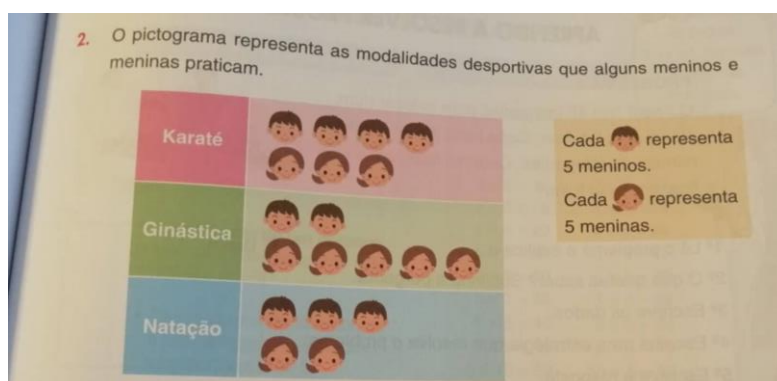 2. O pictograma representa as modalidades desportivas que alguns meninos e
meninas praticam.
Karaté
Ginástica
Natação
Cada representa
5 meninos.
Cada representa
5 meninas.